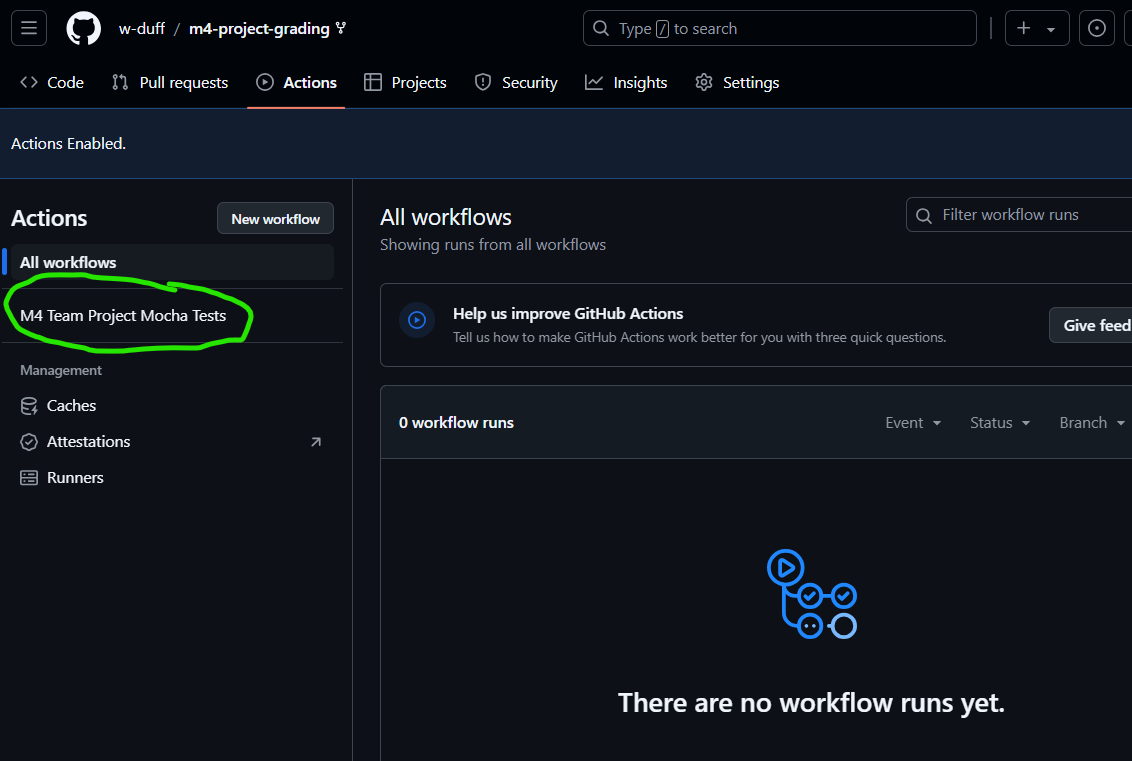 w-duff / m4-project-grading
Type / to search
Code Pull requests Actions Projects Security Insights Settings
Actions Enabled.
Actions
New workflow
All workflows
M4 Team Project Mocha Tests
Management
Caches
Attestations
Runners
All workflows
Showing runs from all workflows
Filter workflow runs
Help us improve GitHub Actions
Tell us how to make GitHub Actions work better for you with three quick questions.
Give feed
0 workflow runs
Event Status Branch
There are no workflow runs yet.